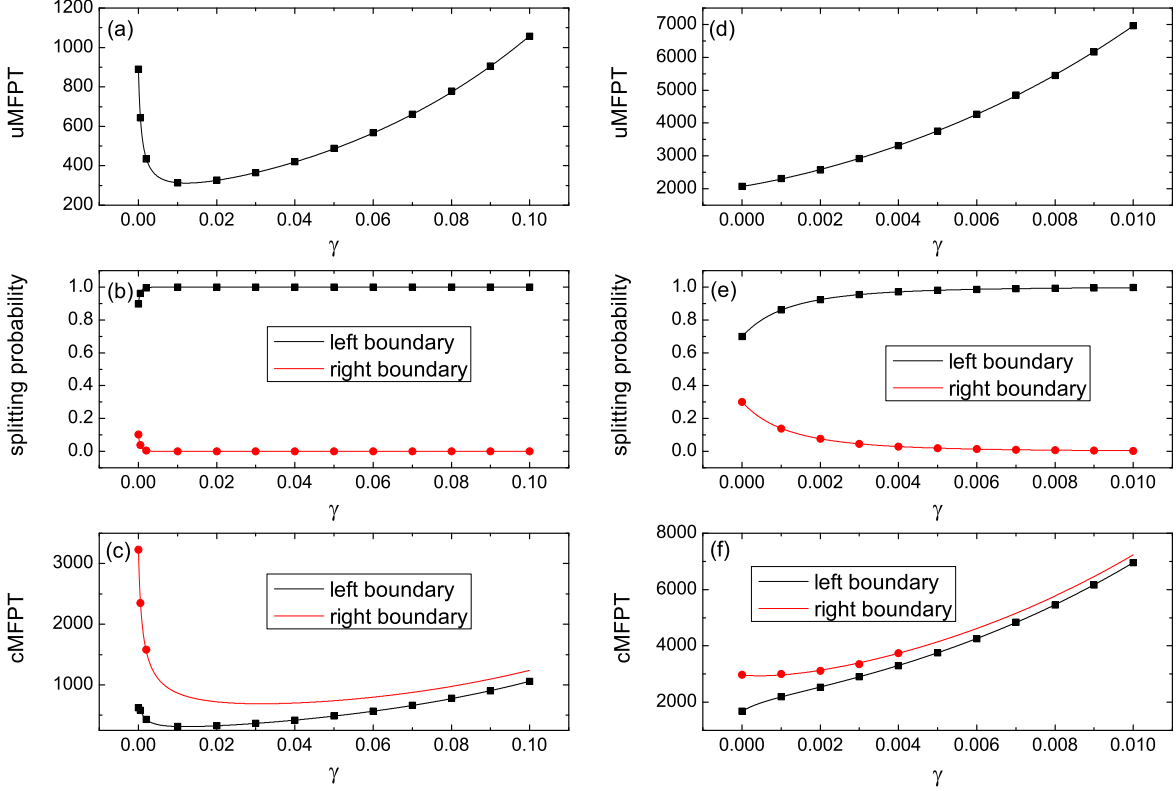 (a)
uMFPT
1200
1000
800
600
400
200
0.00 0.02 0.04 0.06 0.08 0.10
γ
(d)
uMFPT
7000
6000
5000
4000
3000
2000
0.000 0.002 0.004 0.006 0.008 0.010
γ
(b)
splitting probability
1.0
0.8
0.6
0.4
0.2
0.0
left boundary
right boundary
0.00 0.02 0.04 0.06 0.08 0.10
γ
(e)
splitting probability
1.0
0.8
0.6
0.4
0.2
0.0
left boundary
right boundary
0.000 0.002 0.004 0.006 0.008 0.010
γ
(c)
cMFPT
3000
2000
1000
left boundary
right boundary
0.00 0.02 0.04 0.06 0.08 0.10
γ
(f)
cMFPT
8000
6000
4000
2000
left boundary
right boundary
0.000 0.002 0.004 0.006 0.008 0.010
γ